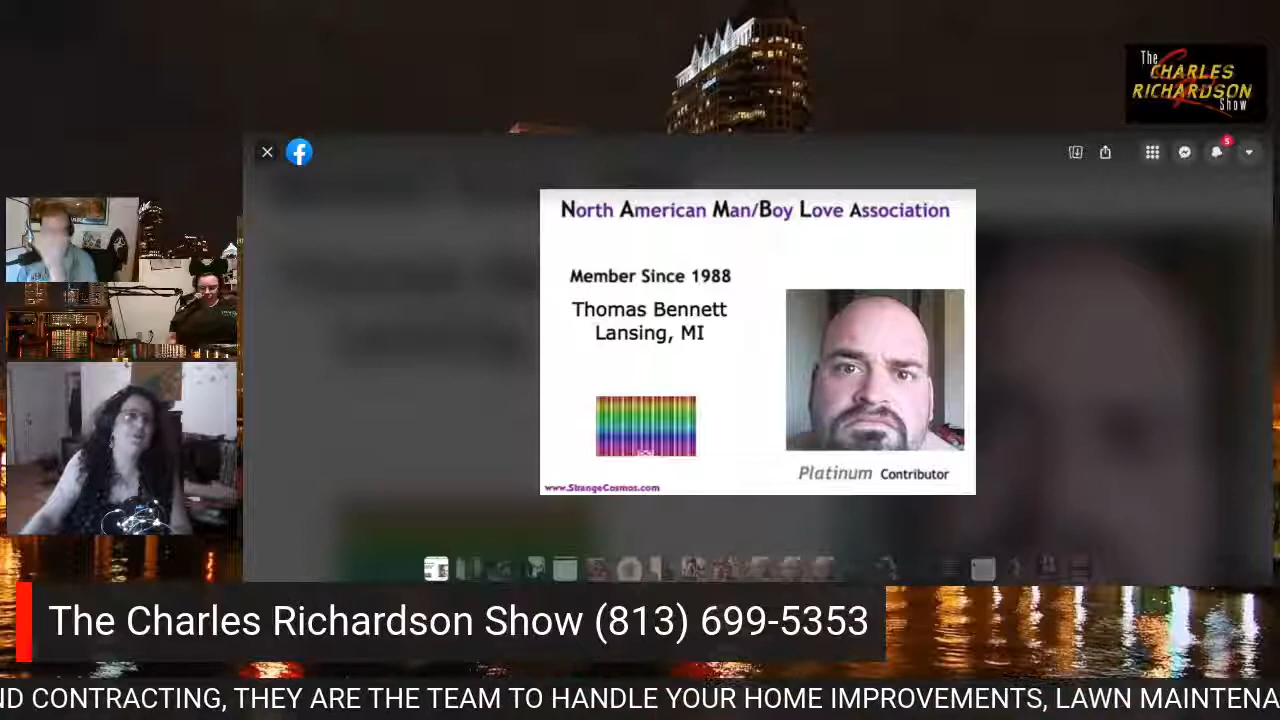 The
CHARLES
RICHARDSON
Show
5
North American Man/Boy Love Association
Member Since 1988
Thomas Bennett
Lansing, MI
Platinum Contributor
www.StrangeCosmos.com
The Charles Richardson Show (813) 699-5353
ND CONTRACTING, THEY ARE THE TEAM TO HANDLE YOUR HOME IMPROVEMENTS, LAWN MAINTENA